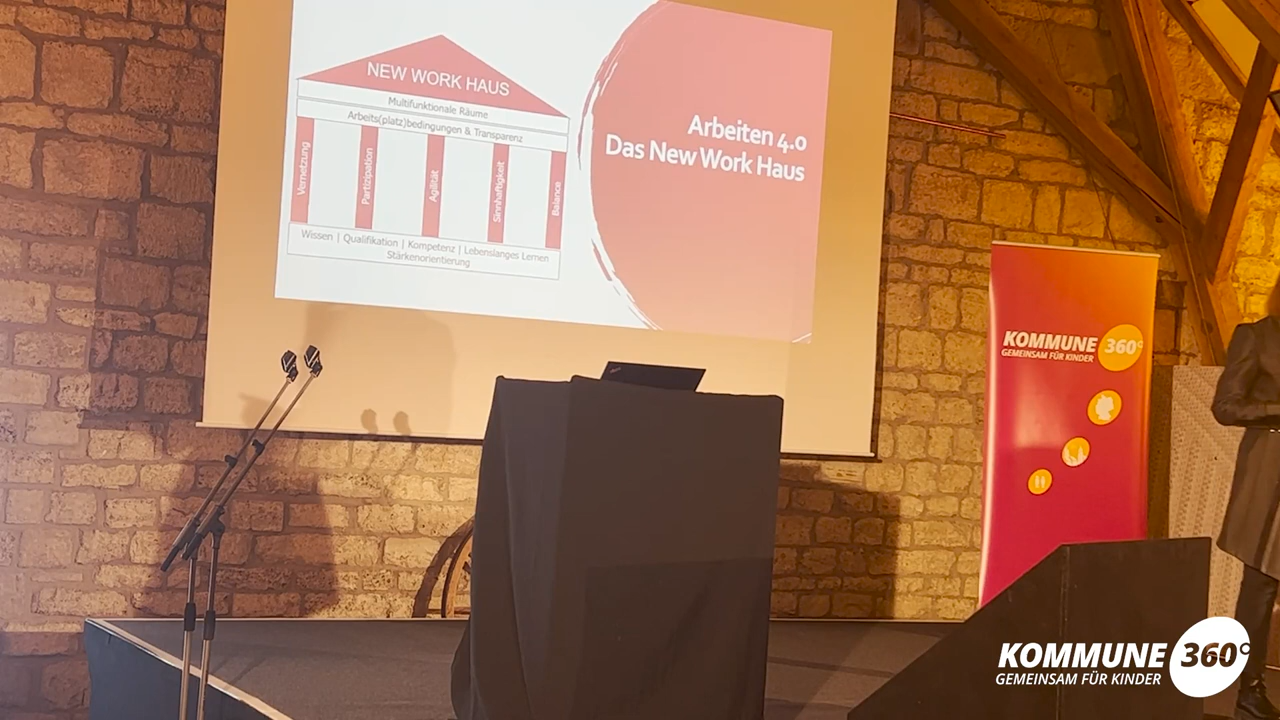 NEW WORK HAUS
Multifunktionale Räume
Arbeits(platz)bedingungen & Transparenz
Vernetzung
Partizipation
Agilität
Sinnhaftigkeit
Balance
Wissen | Qualifikation | Kompetenz | Lebenslanges Lernen
Stärkenorientierung
Arbeiten 4.0
Das New Work Haus
KOMMUNE 360°
GEMEINSAM FÜR KINDER
KOMMUNE 360°
GEMEINSAM FÜR KINDER